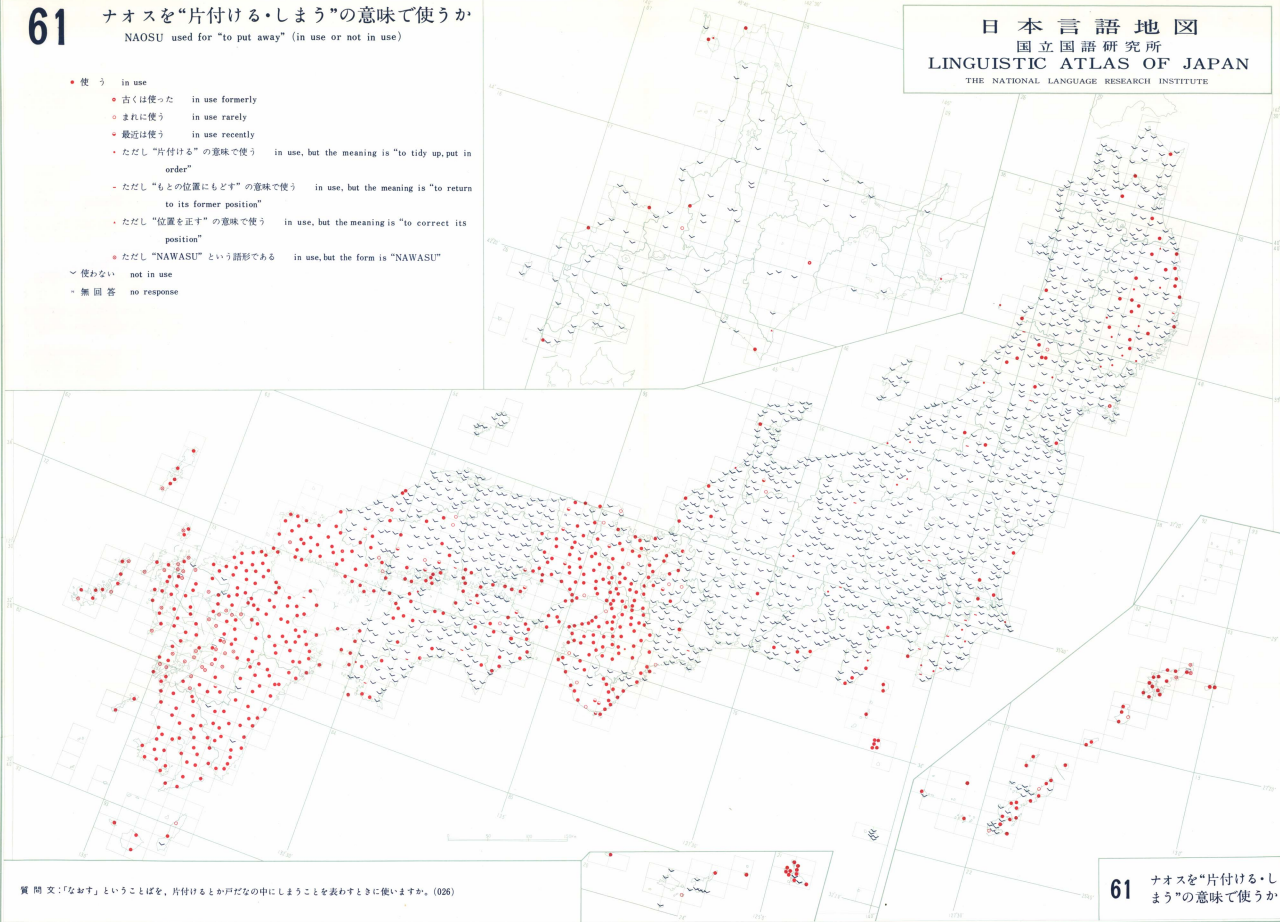 61
ナオスを“片付ける・しまう”の意味で使うか
NAOSU used for “to put away” (in use or not in use)
使う in use
古くは使った in use formerly
まれに使う in use rarely
最近は使う in use recently
ただし “片付ける” の意味で使う in use, but the meaning is “to tidy up, put in
order”
ただし “もとの位置にもどす” の意味で使う in use, but the meaning is “to return
to its former position”
ただし “位置を正す” の意味で使う in use, but the meaning is “to correct its
position”
ただし “NAWASU” という語形である in use, but the form is “NAWASU”
使わない not in use
無回答 no response
日本言語地図
国立国語研究所
LINGUISTIC ATLAS OF JAPAN
THE NATIONAL LANGUAGE RESEARCH INSTITUTE
質問文：「なおす」ということばを、片付けるとか戸だなの中にしまうことを表わすときに使いますか。(026)
61
ナオスを“片付ける・し
まう”の意味で使うか